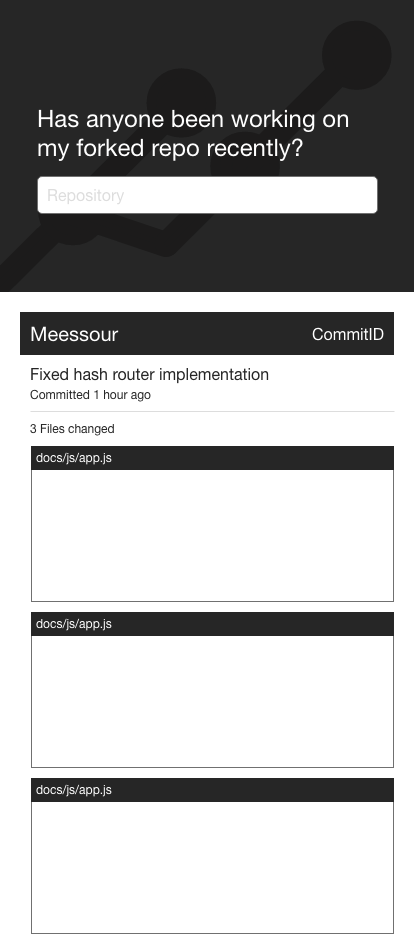 Has anyone been working on
my forked repo recently?
Repository
Meessour
CommitID
Fixed hash router implementation
Committed 1 hour ago
3 Files changed
docs/js/app.js
docs/js/app.js
docs/js/app.js